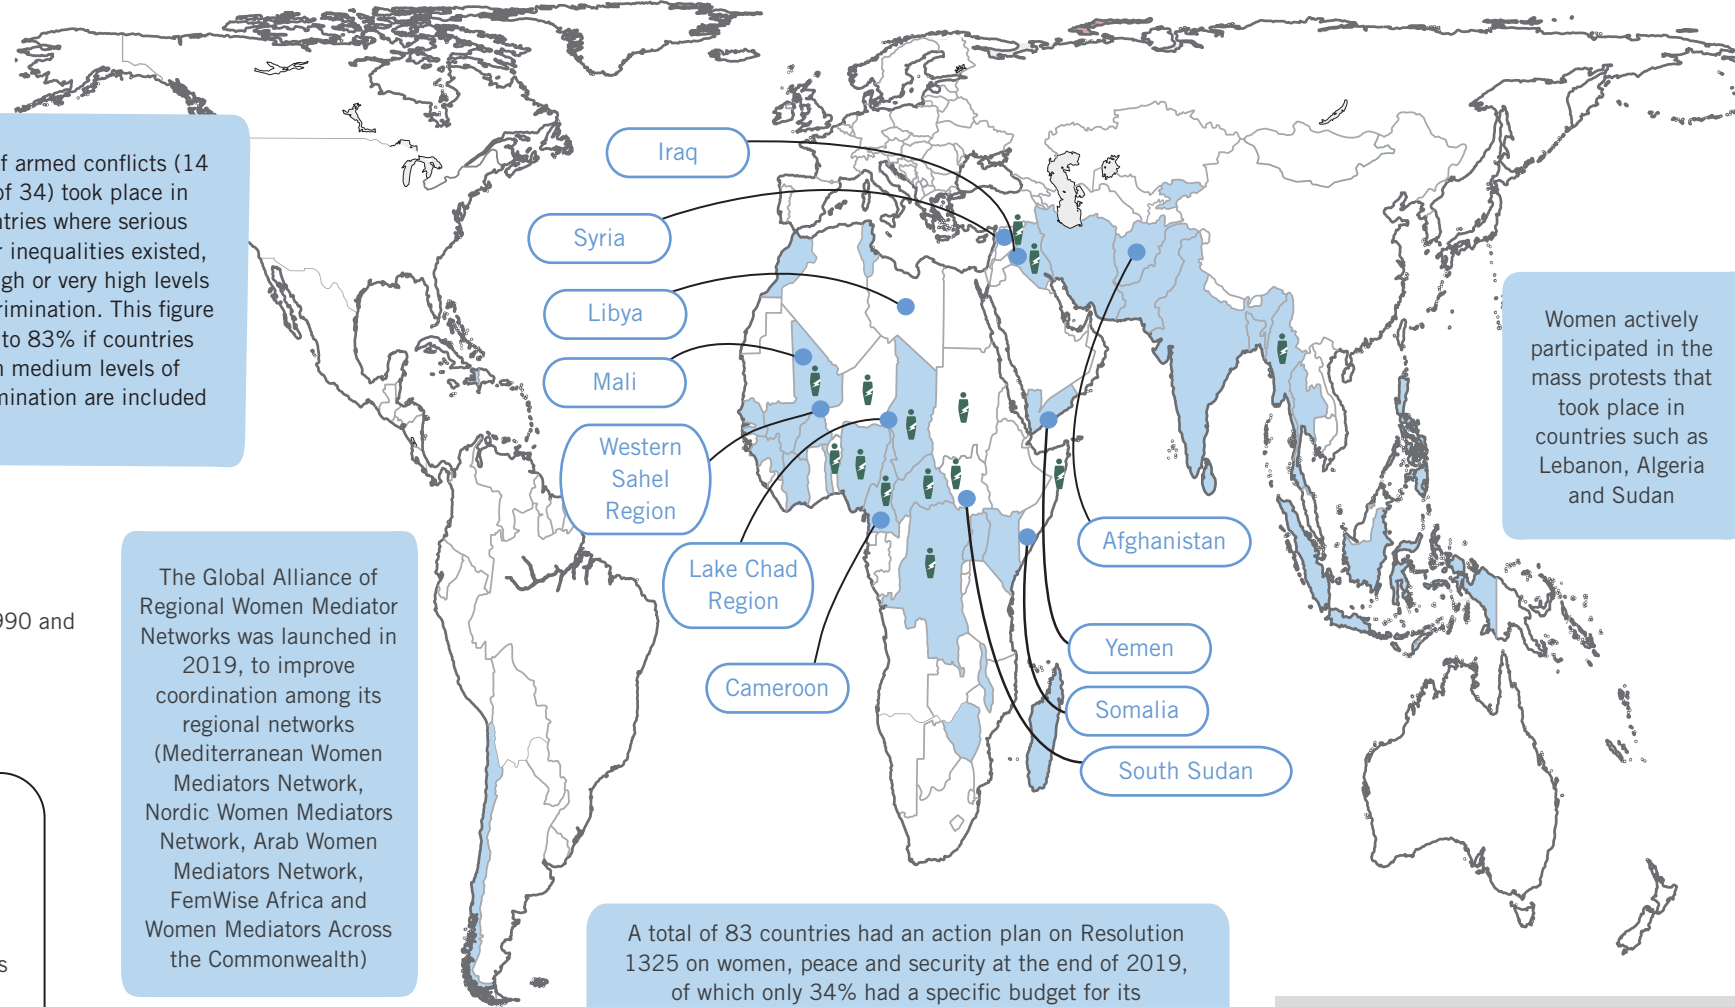 f armed conflicts (14
of 34) took place in
ntries where serious
r inequalities existed,
gh or very high levels
rimination. This figure
to 83% if countries
medium levels of
mination are included
990 and
s
The Global Alliance of
Regional Women Mediator
Networks was launched in
2019, to improve
coordination among its
regional networks
(Mediterranean Women
Mediators Network,
Nordic Women Mediators
Network, Arab Women
Mediators Network,
FemWise Africa and
Women Mediators Across
the Commonwealth)
Iraq
Syria
Libya
Mali
Western
Sahel
Region
Lake Chad
Region
Cameroon
Afghanistan
Yemen
Somalia
South Sudan
Women actively
participated in the
mass protests that
took place in
countries such as
Lebanon, Algeria
and Sudan
A total of 83 countries had an action plan on Resolution
1325 on women, peace and security at the end of 2019,
of which only 34% had a specific budget for its